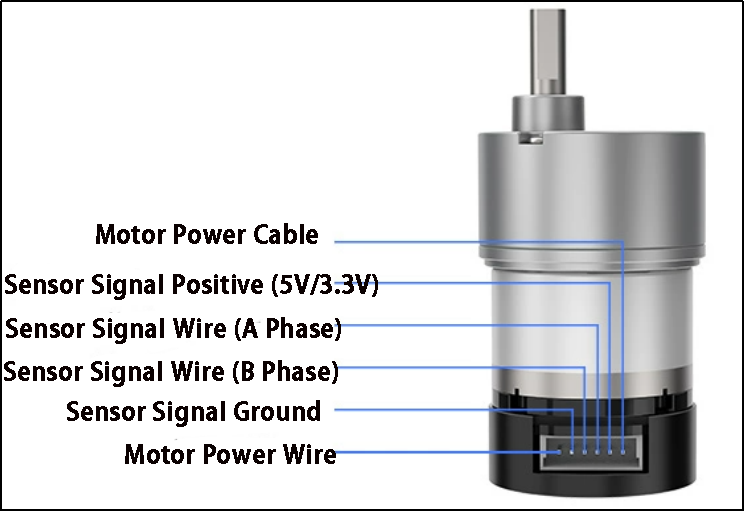 Motor Power Cable
Sensor Signal Positive (5V/3.3V)
Sensor Signal Wire (A Phase)
Sensor Signal Wire (B Phase)
Sensor Signal Ground
Motor Power Wire